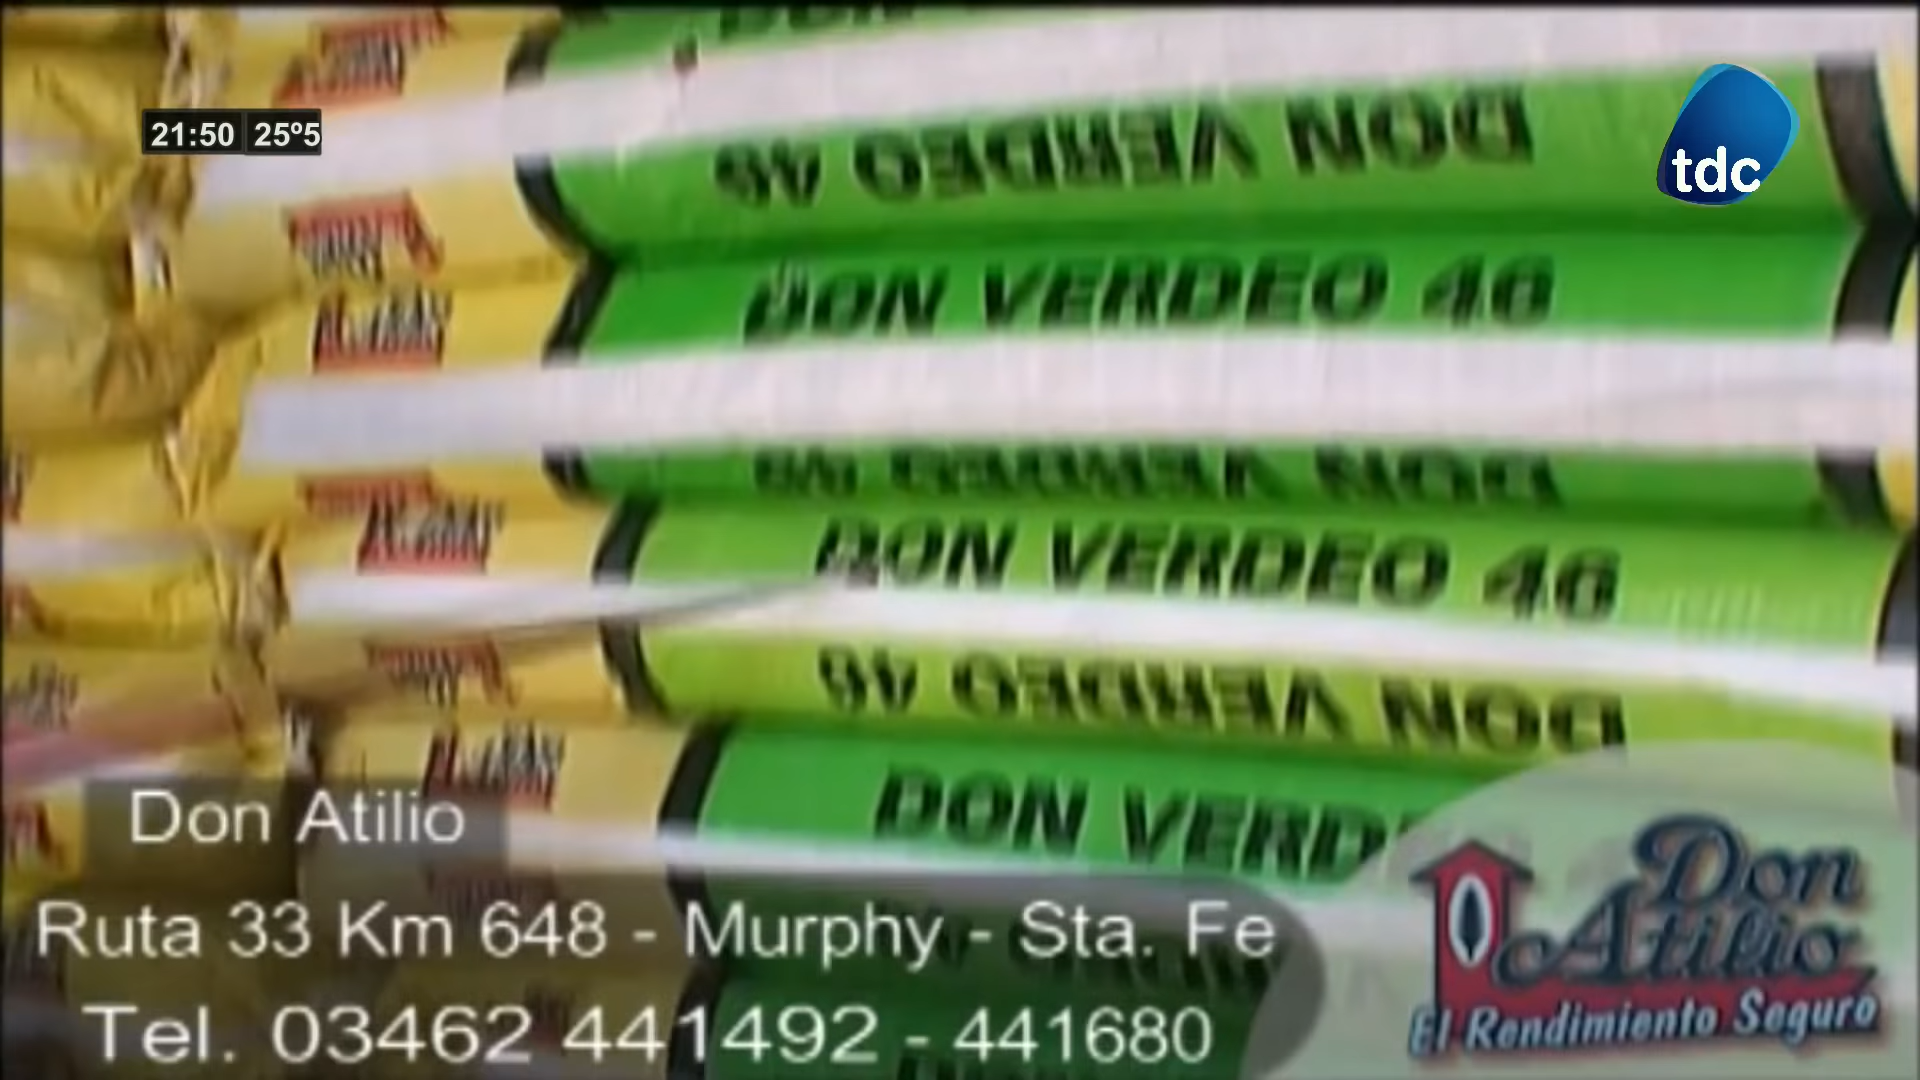 21:50 25º5
tdc
DON VERDEO 46
DON VERDEO 46
DON VERDEO 46
DON VERDEO 46
DON VERDEO 46
DON VERD
Don Atilio
Ruta 33 Km 648 - Murphy - Sta. Fe
Tel. 03462 441492 - 441680
Don
Atilio
El Rendimiento Seguro